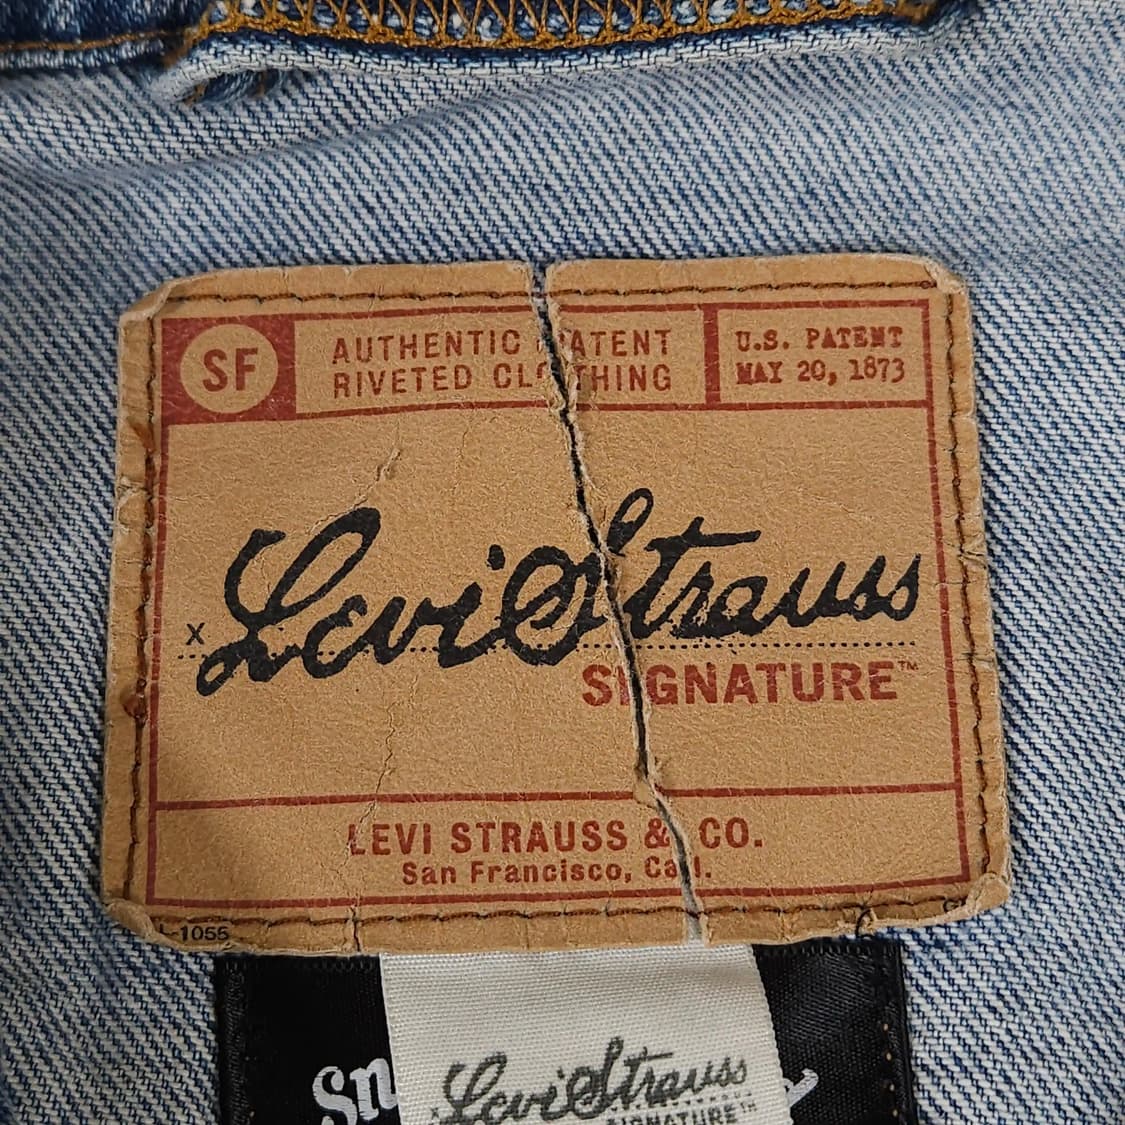 SF
AUTHENTIC PATENT
RIVETED CLOTHING
U.S. PATENT
MAY 20, 1873
x Levi Strauss
SIGNATURE™
LEVI STRAUSS & CO.
San Francisco, Cal.
L-1055
Levi Strauss
SIGNATURE™